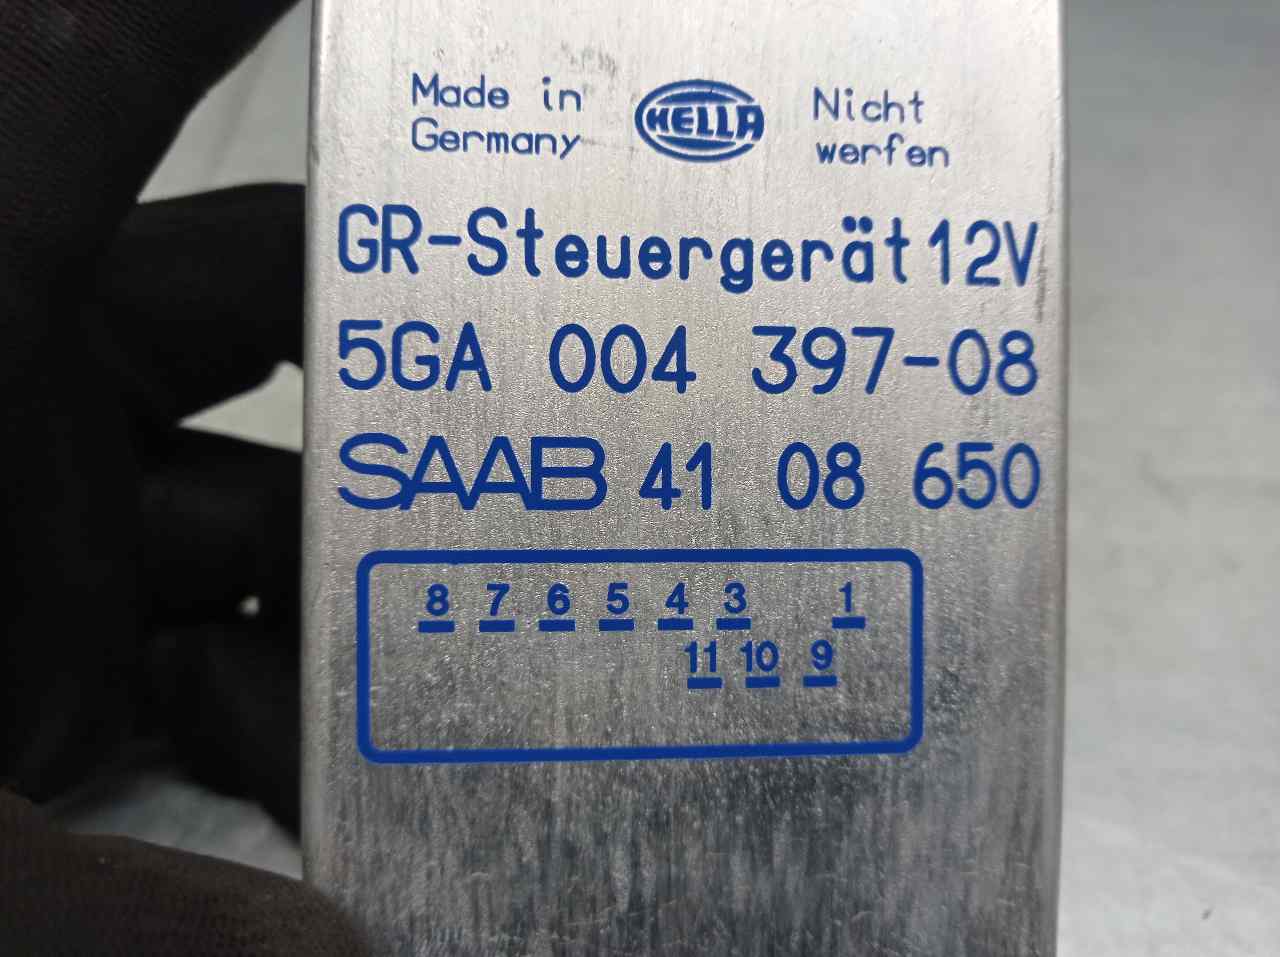 Made in
Germany
HELLA
Nicht
werfen
GR-Steuergerät 12V
5GA 004 397-08
SAAB 41 08 650
8 7 6 5 4 3 1
11 10 9